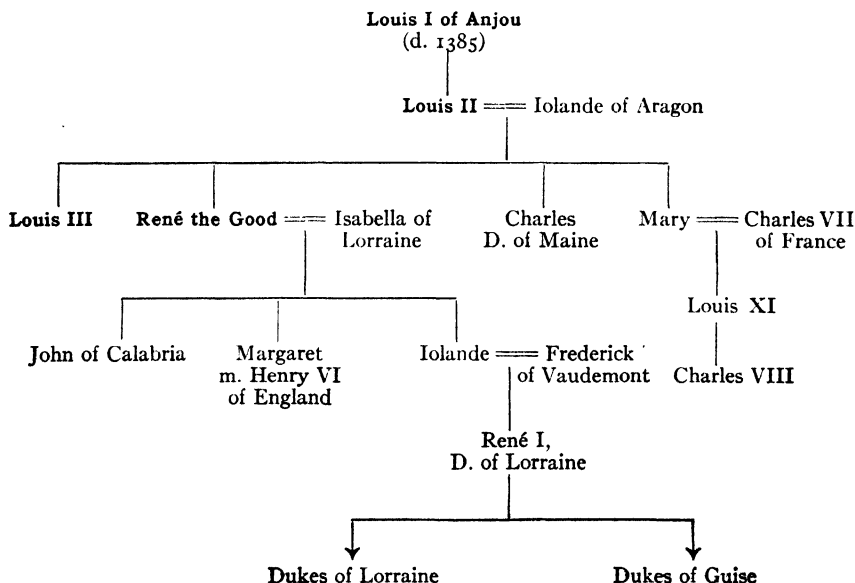 Louis I of Anjou
(d. 1385)
Louis II Iolande of Aragon
Louis III René the Good Isabella of Lorraine Charles D. of Maine Mary Charles VII of France
Louis XI
John of Calabria Margaret m. Henry VI of England Iolande Frederick of Vaudemont Charles VIII
René I,
D. of Lorraine
Dukes of Lorraine Dukes of Guise